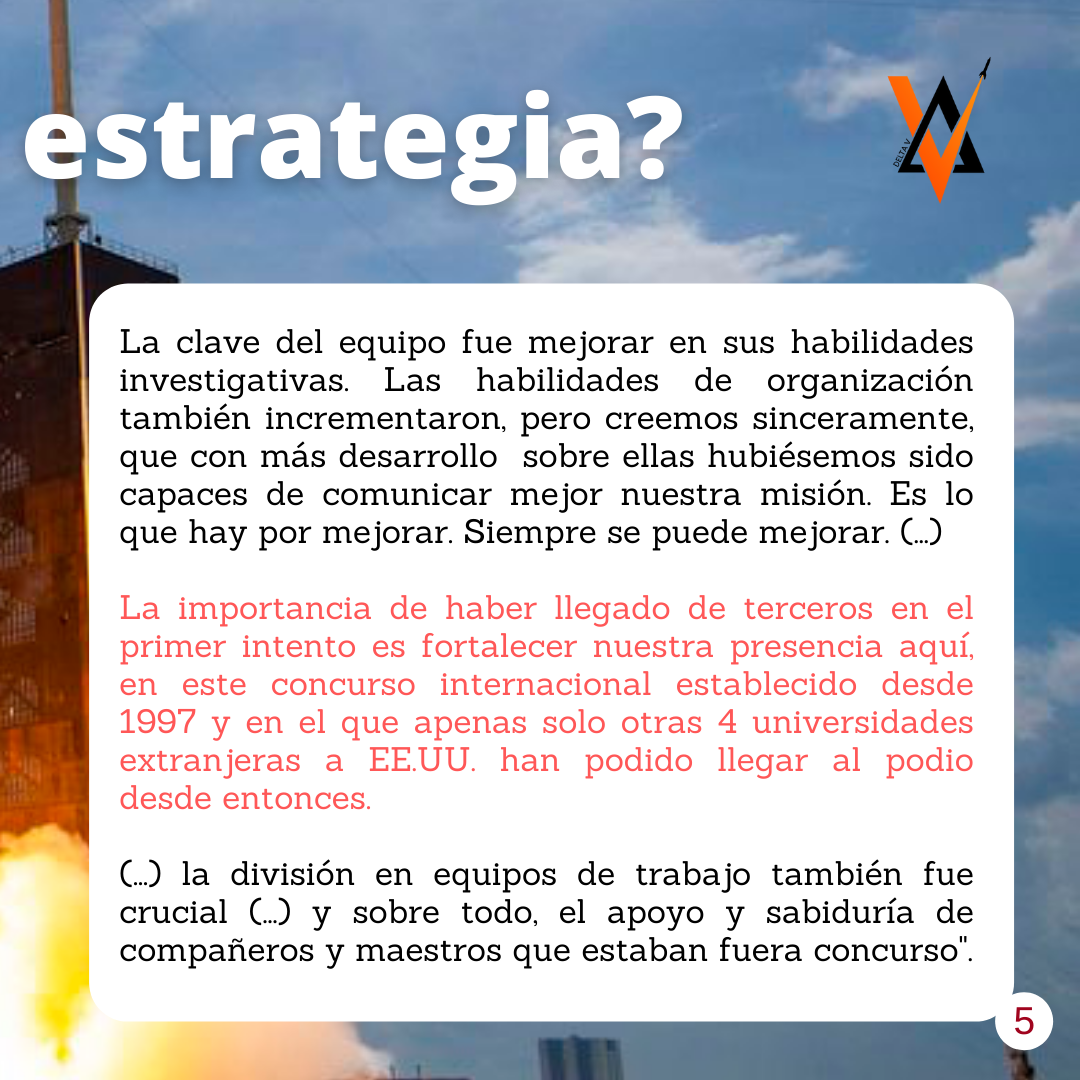 estrategia?
DELTA V
La clave del equipo fue mejorar en sus habilidades
investigativas. Las habilidades de organización
también incrementaron, pero creemos sinceramente,
que con más desarrollo sobre ellas hubiésemos sido
capaces de comunicar mejor nuestra misión. Es lo
que hay por mejorar. Siempre se puede mejorar. (...)
La importancia de haber llegado de terceros en el
primer intento es fortalecer nuestra presencia aquí,
en este concurso internacional establecido desde
1997 y en el que apenas solo otras 4 universidades
extranjeras a EE.UU. han podido llegar al podio
desde entonces.
(...) la división en equipos de trabajo también fue
crucial (...) y sobre todo, el apoyo y sabiduría de
compañeros y maestros que estaban fuera concurso".
5